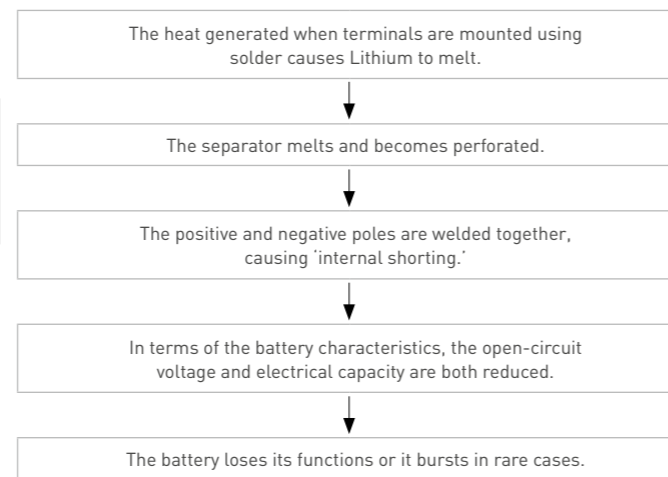 The heat generated when terminals are mounted using
solder causes Lithium to melt.
The separator melts and becomes perforated.
The positive and negative poles are welded together,
causing ‘internal shorting.’
In terms of the battery characteristics, the open-circuit
voltage and electrical capacity are both reduced.
The battery loses its functions or it bursts in rare cases.